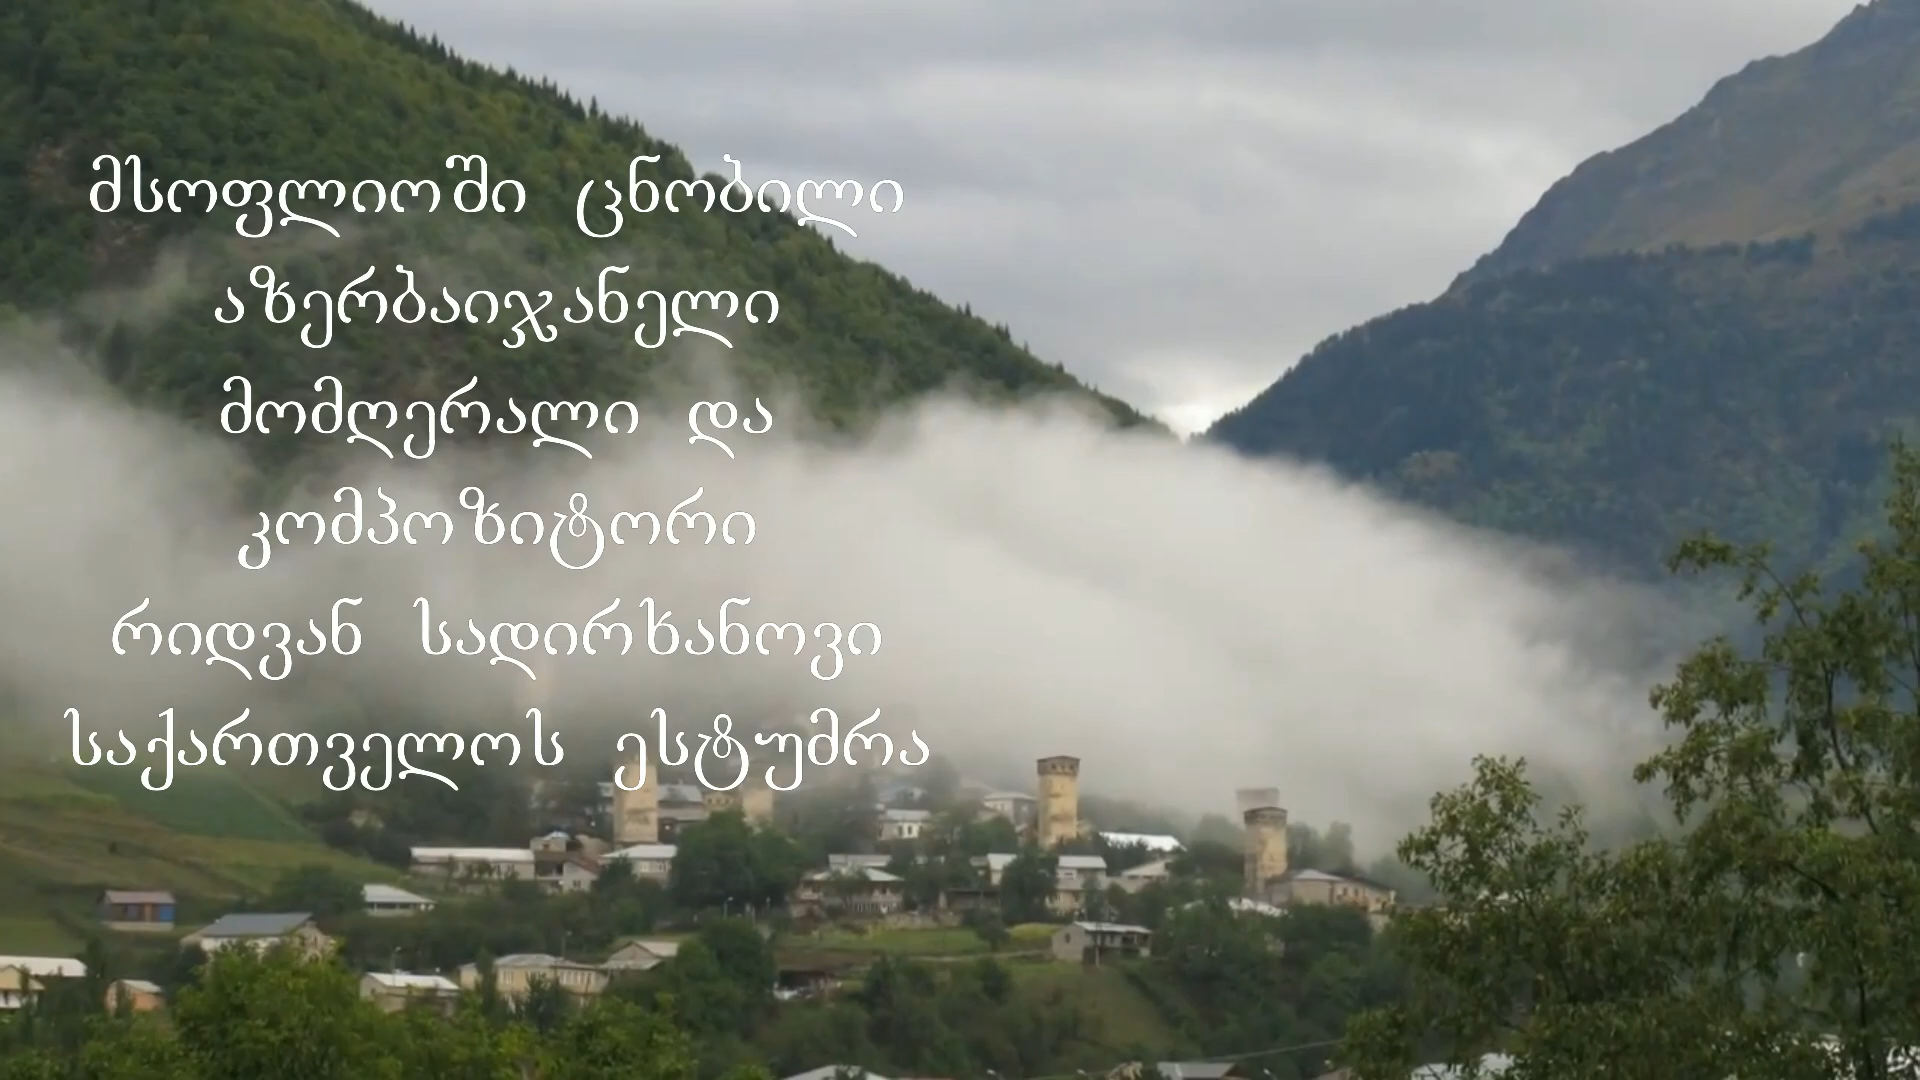 მსოფლიოში ცნობილი
აზერბაიჯანელი
მომღერალი და
კომპოზიტორი
რიდვან სადირხანოვი
საქართველოს ესტუმრა